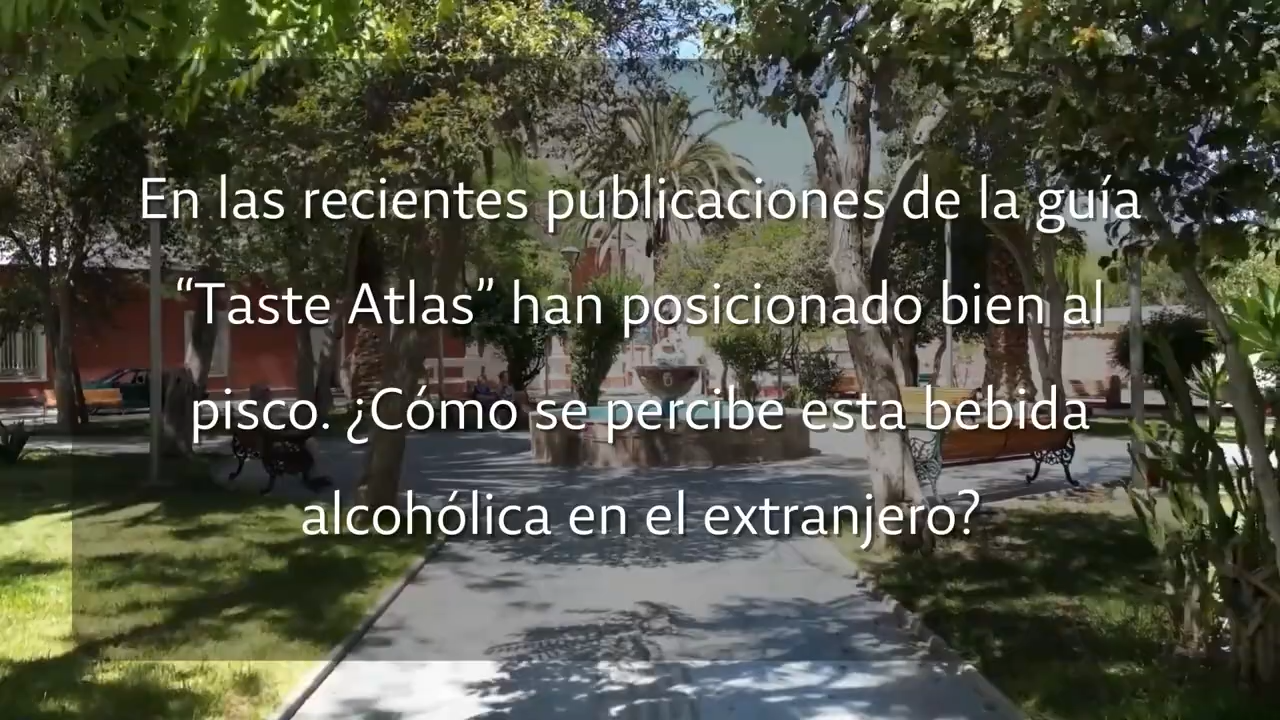 En las recientes publicaciones de la guía
“Taste Atlas” han posicionado bien al
pisco. ¿Cómo se percibe esta bebida
alcohólica en el extranjero?